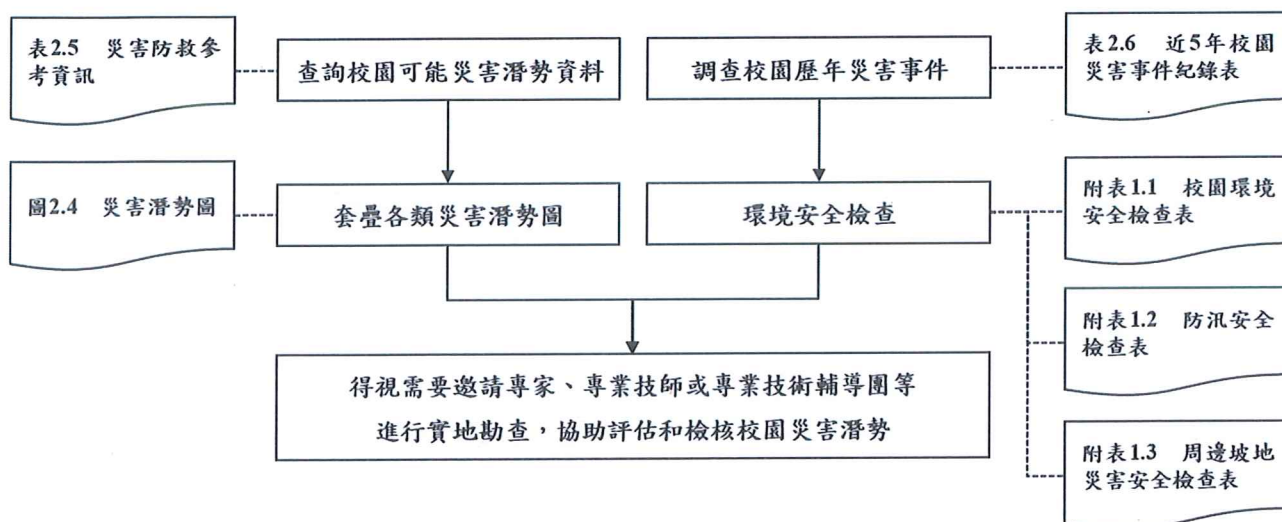 表2.5 災害防救參
考資訊
查詢校園可能災害潛勢資料
調查校園歷年災害事件
表2.6 近5年校園
災害事件紀錄表
圖2.4 災害潛勢圖
套疊各類災害潛勢圖
環境安全檢查
附表1.1 校園環境
安全檢查表
附表1.2 防汛安全
檢查表
得視需要邀請專家、專業技師或專業技術輔導團等
進行實地勘查，協助評估和檢核校園災害潛勢
附表1.3 周邊坡地
災害安全檢查表